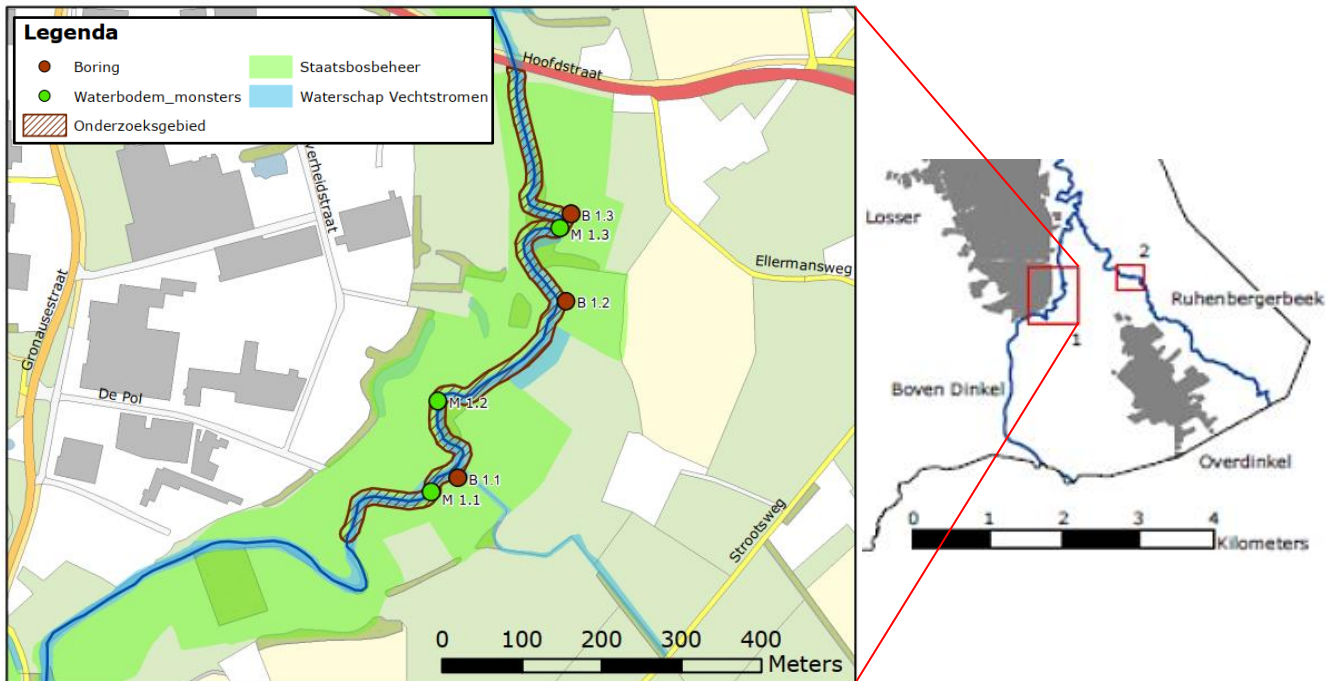 Legenda
Boring
Waterbodem_monsters
Onderzoeksgebied
Staatsbosbeheer
Waterschap Vechtstromen
Hoofdstraat
verheidstraat
B 1.3
M 1.3
Ellermansweg
B 1.2
Gronausestraat
De Pol
M 1.2
B 1.1
M 1.1
Strootsweg
0 100 200 300 400
Meters
Losser
2
Ruhenbergerbeek
1
Boven Dinkel
Overdinkel
0 1 2 3 4
Kilometers